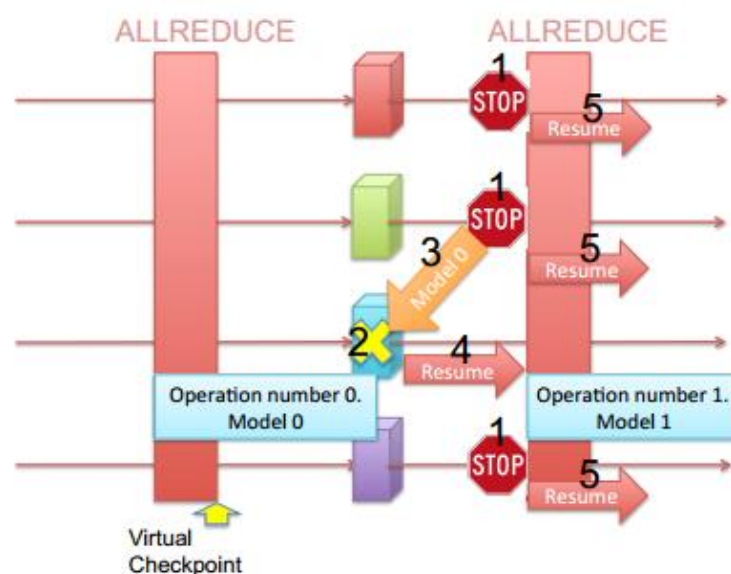 ALLREDUCE
ALLREDUCE
1
STOP
5
Resume
1
STOP
3
Model 0
5
Resume
2
4
Resume
Operation number 0.
Model 0
Operation number 1.
Model 1
1
STOP
5
Resume
Virtual
Checkpoint